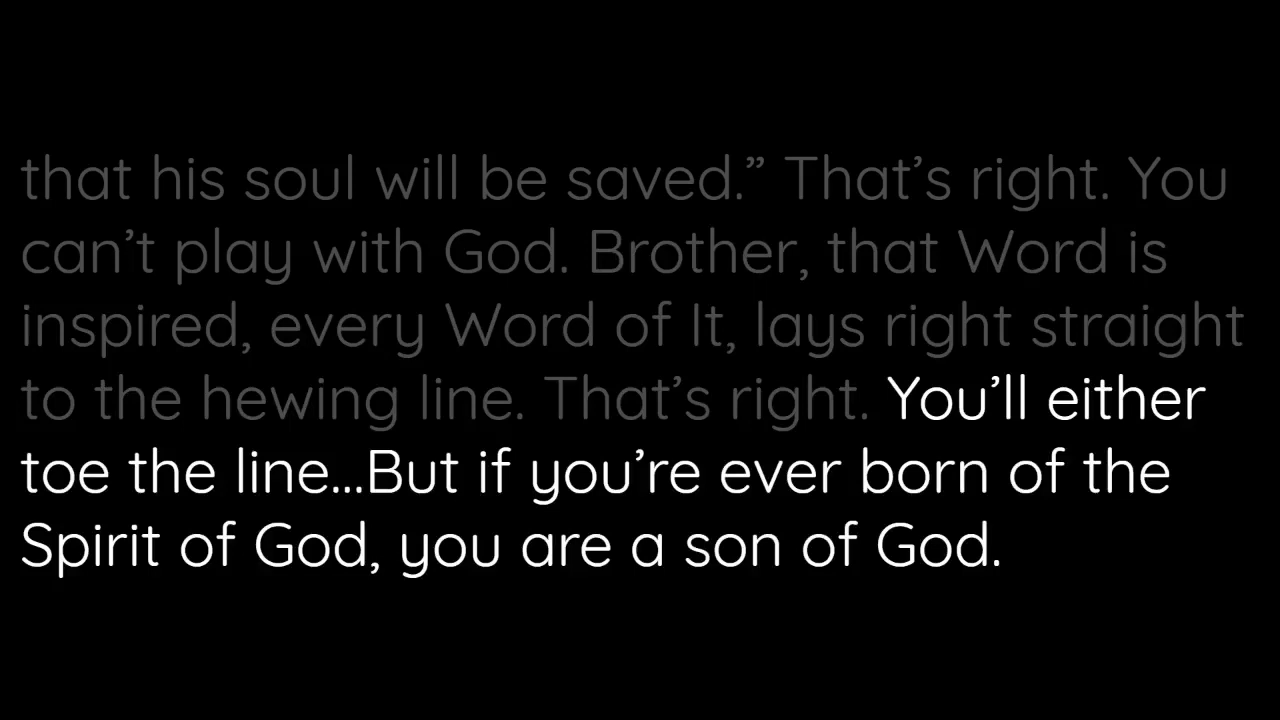 that his soul will be saved.” That’s right. You
can’t play with God. Brother, that Word is
inspired, every Word of It, lays right straight
to the hewing line. That’s right. You’ll either
toe the line...But if you’re ever born of the
Spirit of God, you are a son of God.